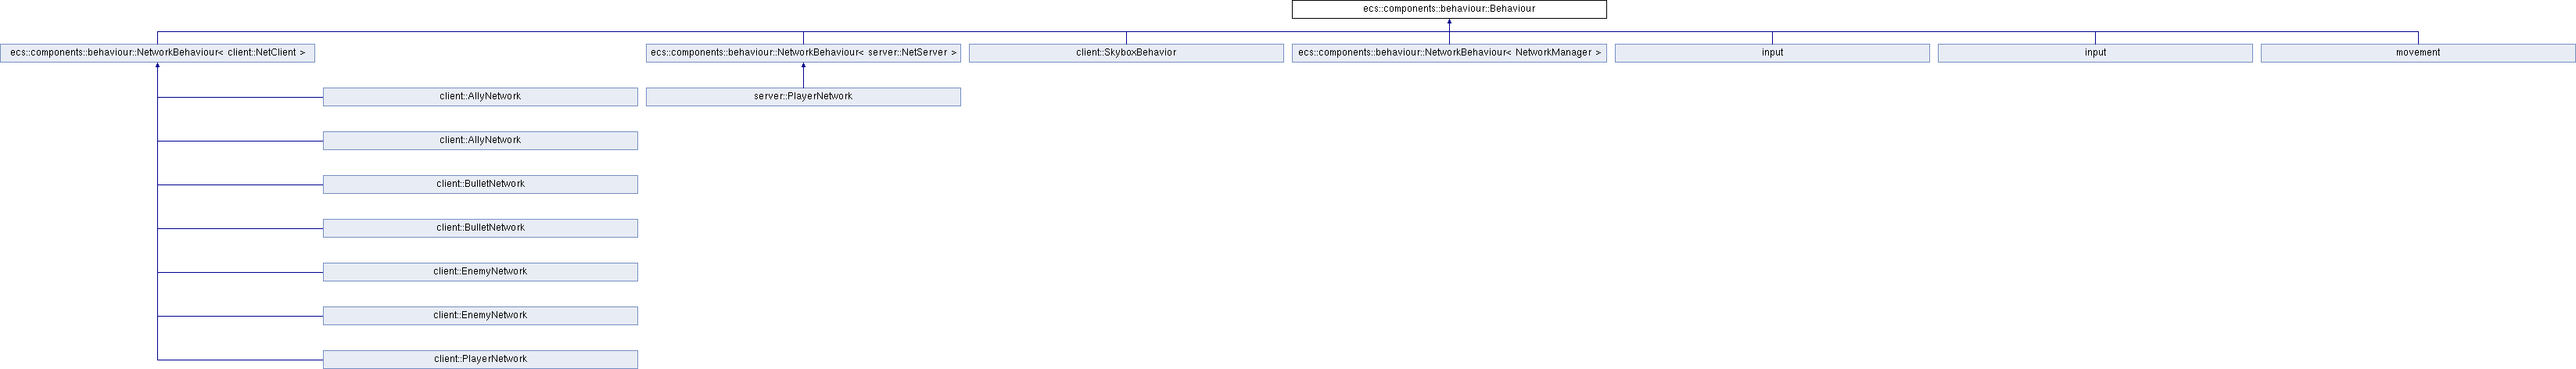 ecs::components::behaviour::Behaviour
ecs::components::behaviour::NetworkBehaviour< client::NetClient >
ecs::components::behaviour::NetworkBehaviour< server::NetServer >
client::SkyboxBehavior
ecs::components::behaviour::NetworkBehaviour< NetworkManager >
input
input
movement
client::AllyNetwork
server::PlayerNetwork
client::AllyNetwork
client::BulletNetwork
client::BulletNetwork
client::EnemyNetwork
client::EnemyNetwork
client::PlayerNetwork